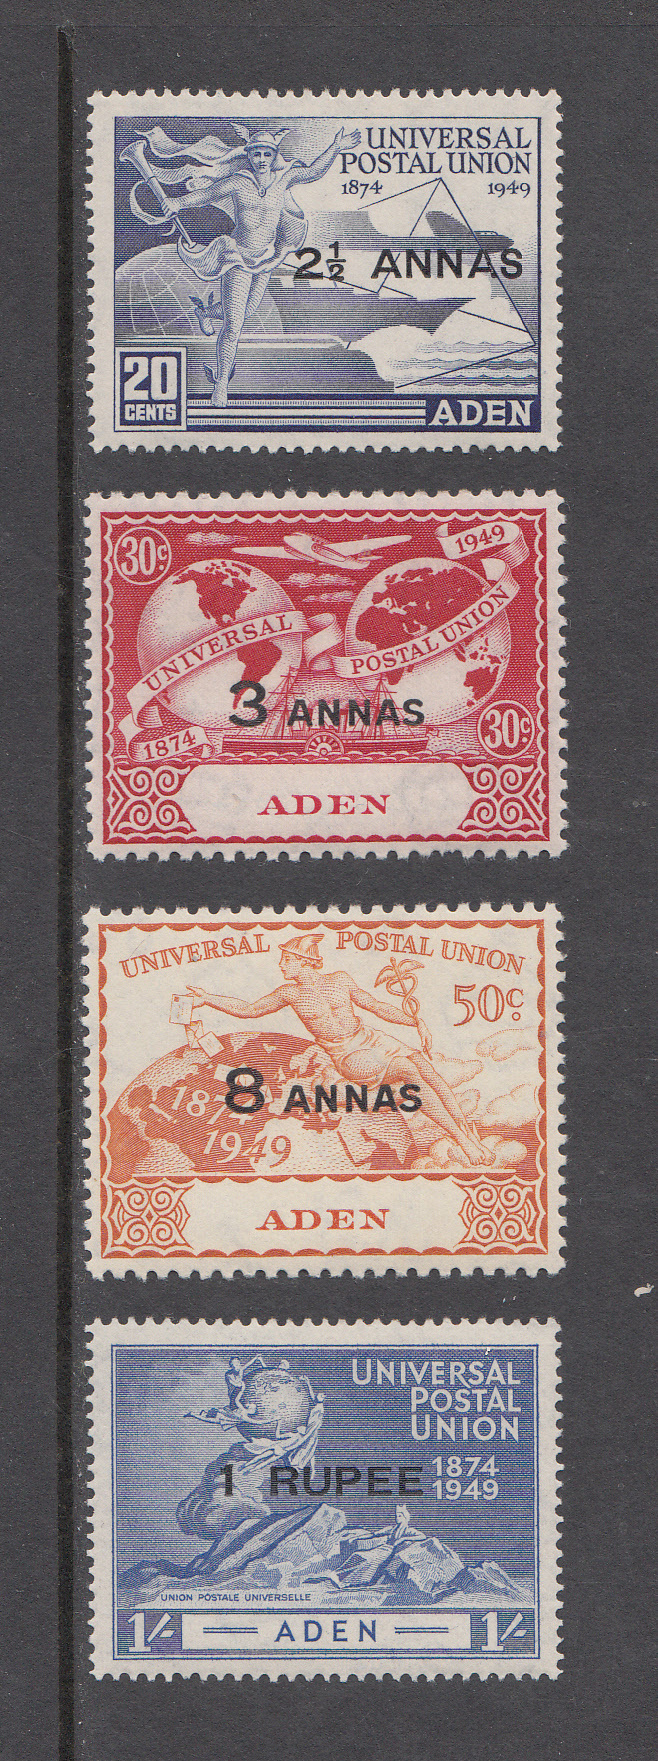 UNIVERSAL
POSTAL UNION
1874 1949
2½ ANNAS
20
CENTS
ADEN
30c.
1949
UNIVERSAL
POSTAL UNION
3 ANNAS
1874
30c.
ADEN
UNIVERSAL POSTAL UNION
50c.
1874
8 ANNAS
1949
ADEN
UNIVERSAL
POSTAL
UNION
1874
1 RUPEE
1949
UNION POSTALE UNIVERSELLE
1/- ADEN 1/-